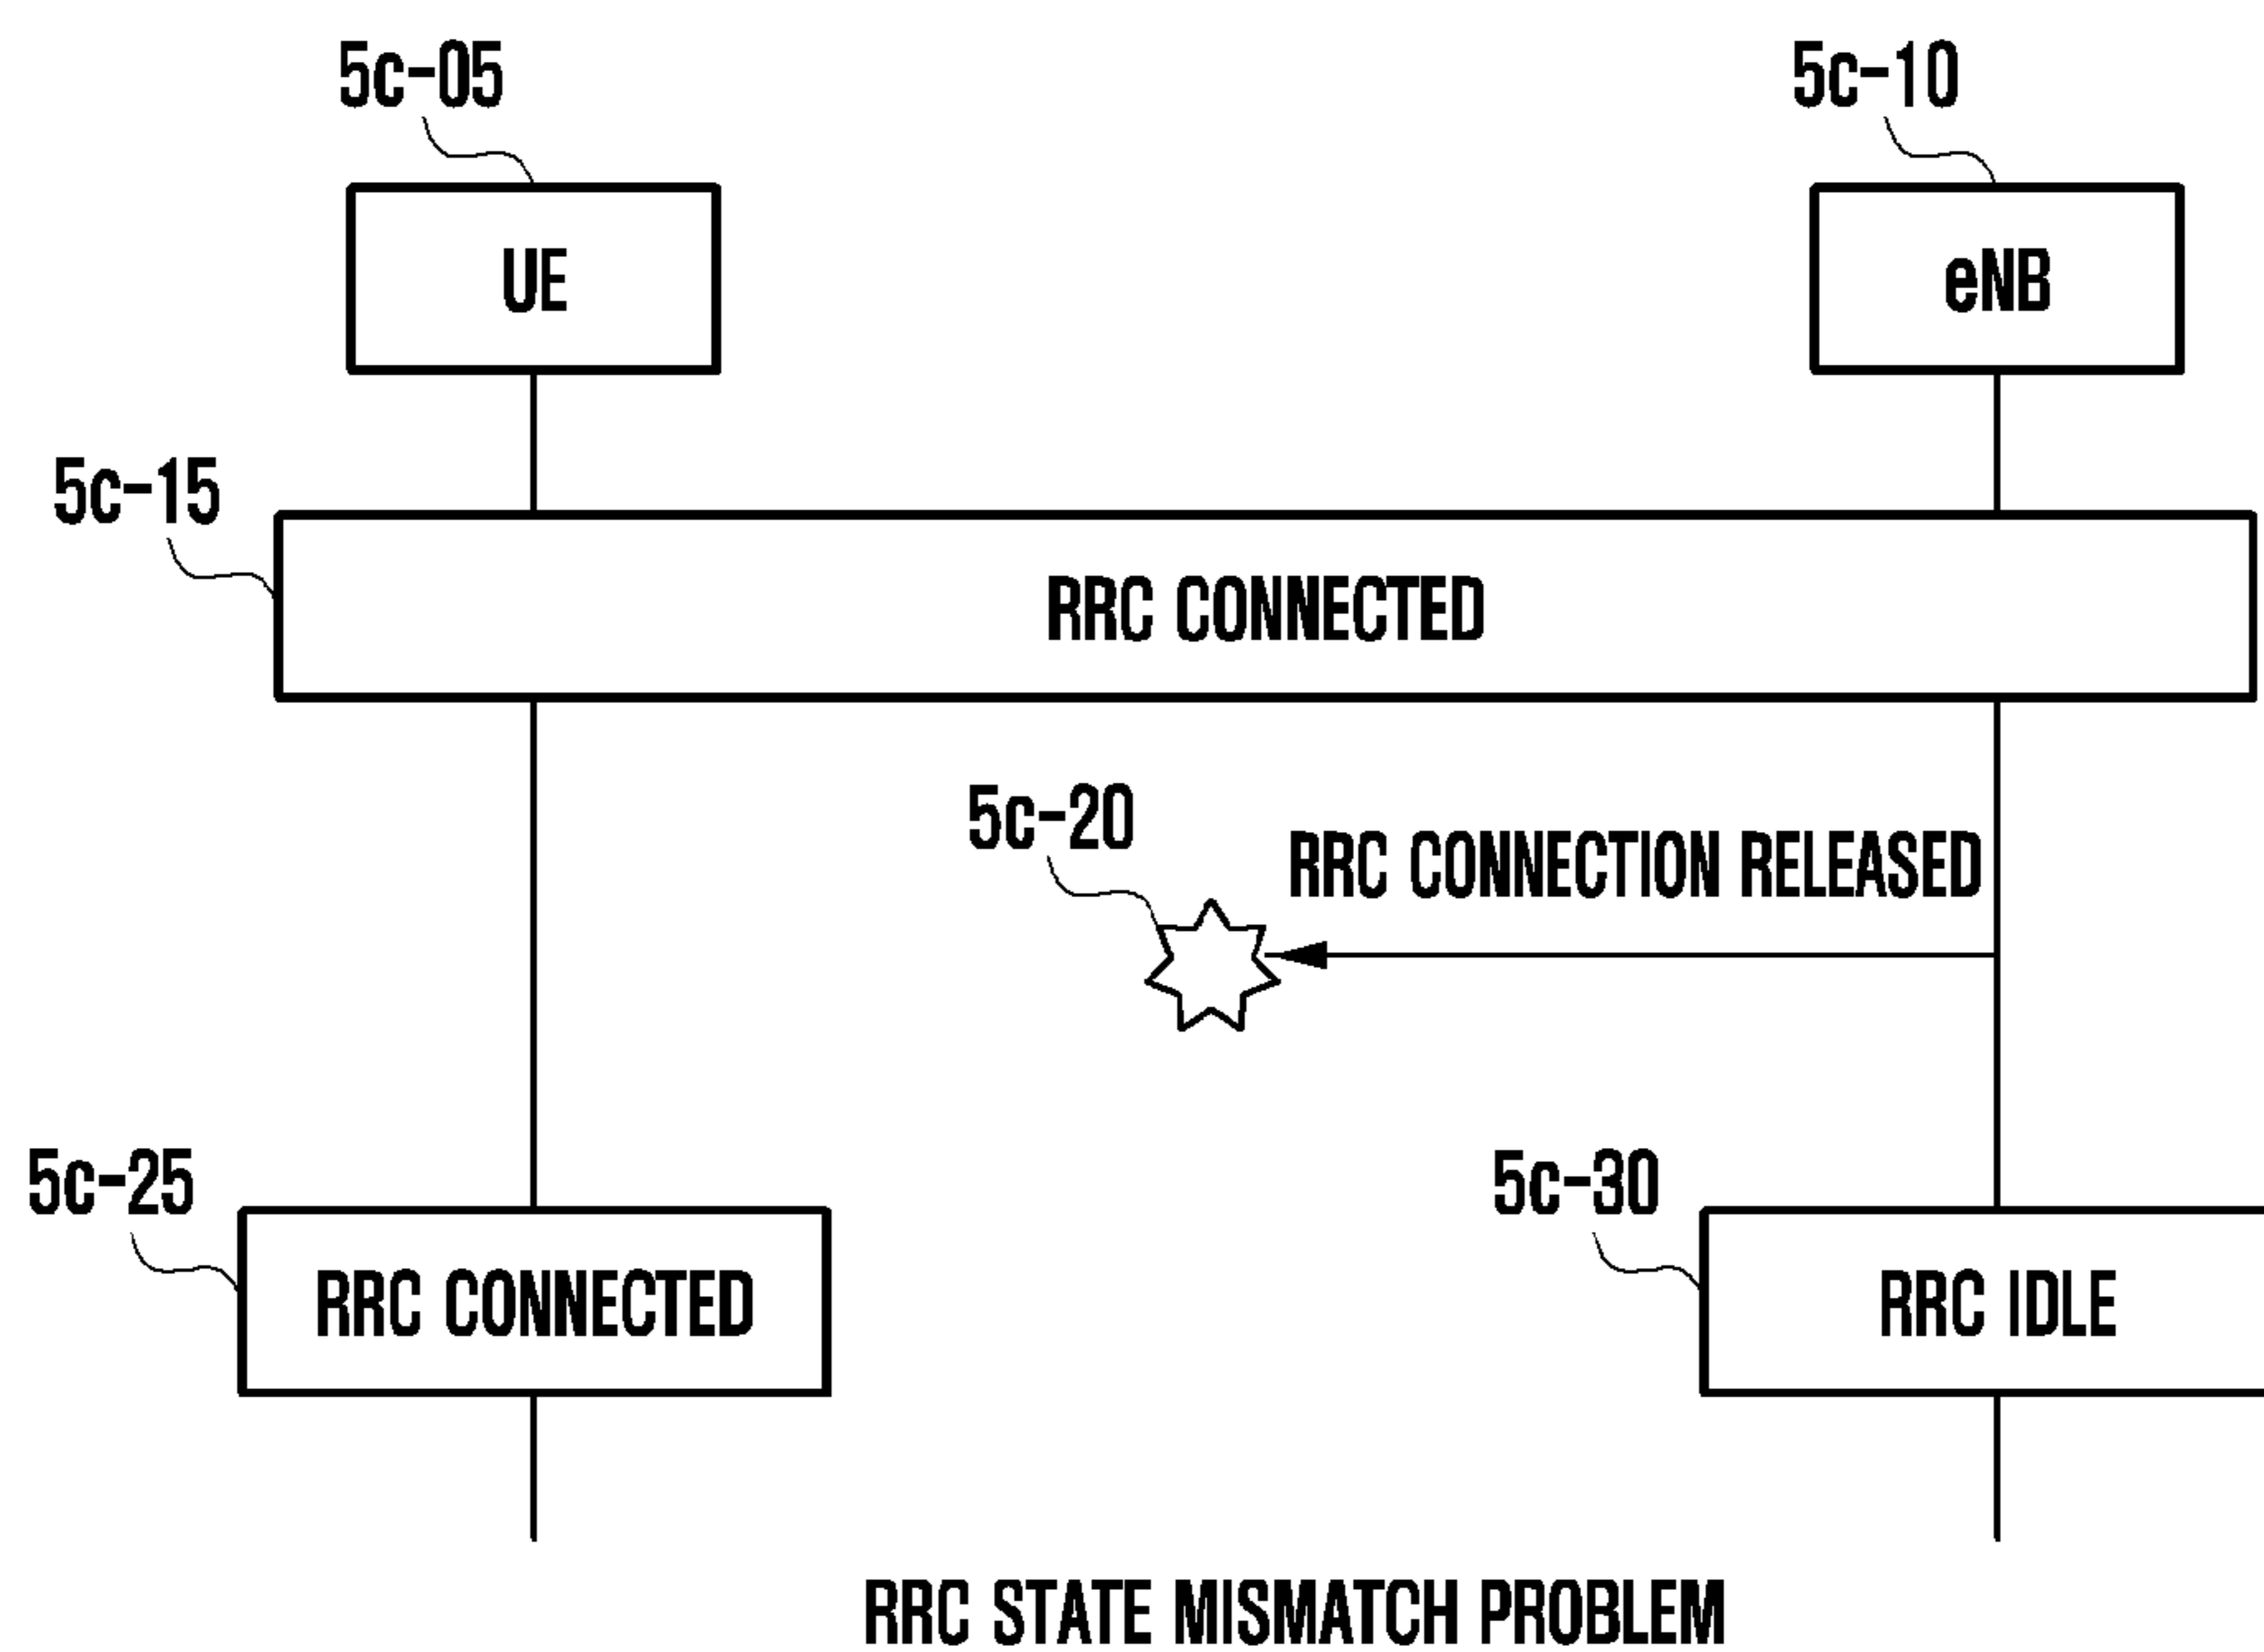 5c-05
5c-10
UE
eNB
5c-15
RRC CONNECTED
5c-20
RRC CONNECTION RELEASED
5c-25
5c-30
RRC CONNECTED
RRC IDLE
RRC STATE MISMATCH PROBLEM